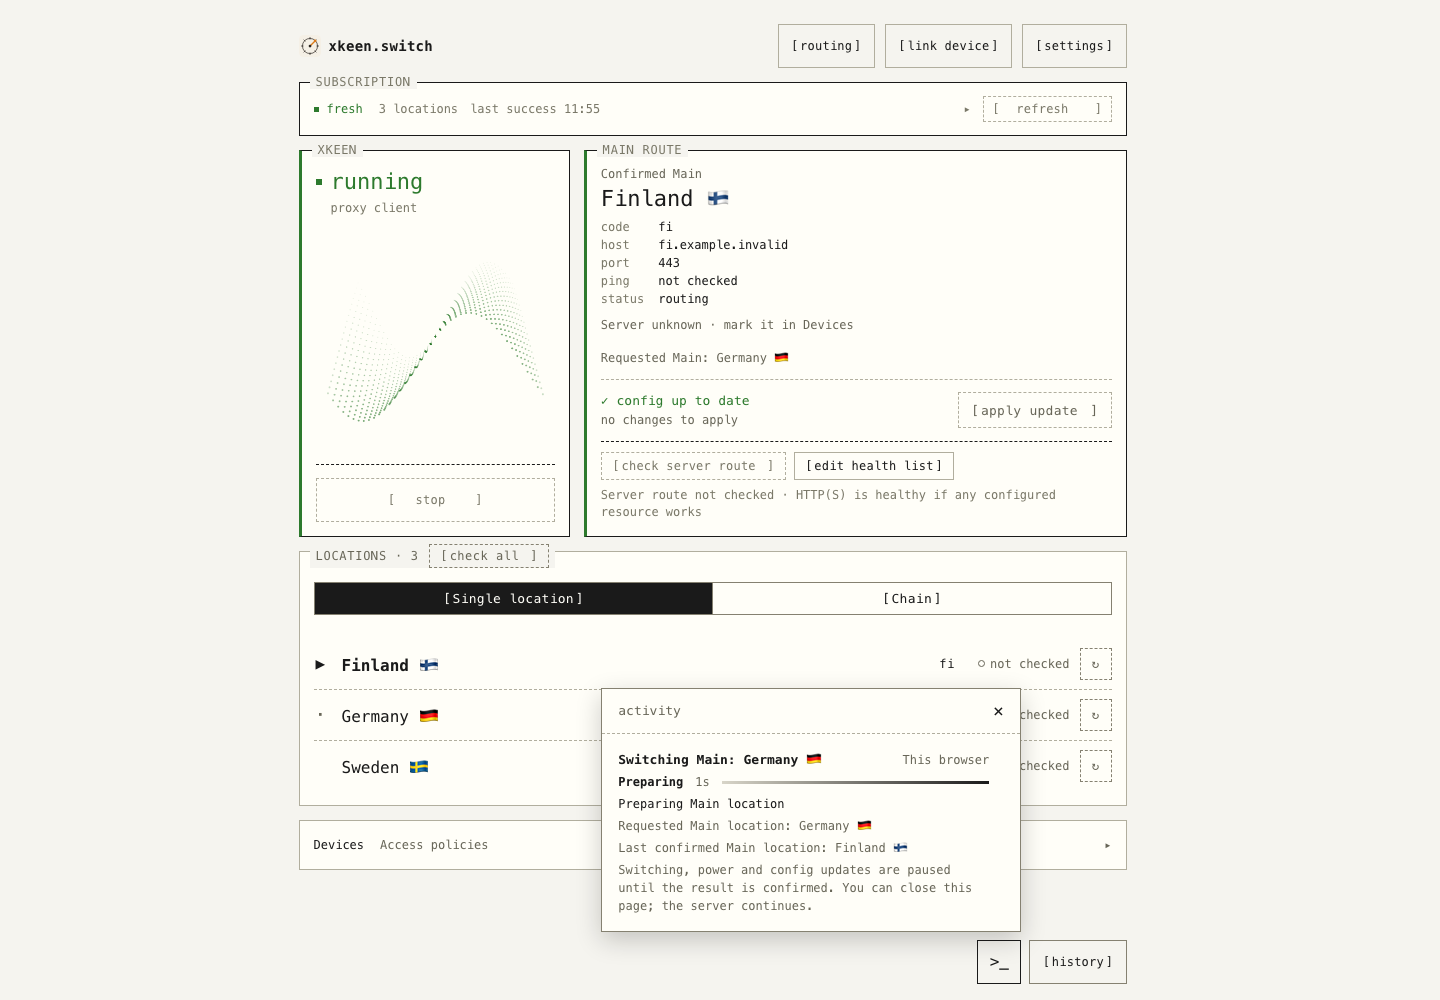 xkeen.switch
[routing]
[link device]
[settings]
SUBSCRIPTION
fresh 3 locations last success 11:55
[ refresh ]
XKEEN
running
proxy client
[ stop ]
MAIN ROUTE
Confirmed Main
Finland
code fi
host fi.example.invalid
port 443
ping not checked
status routing
Server unknown · mark it in Devices
Requested Main: Germany
✓ config up to date
no changes to apply
[apply update ]
[check server route ]
[edit health list]
Server route not checked · HTTP(S) is healthy if any configured
resource works
LOCATIONS · 3
[check all ]
[Single location]
[Chain]
Finland fi not checked
Germany checked
Sweden checked
activity ×
Switching Main: Germany This browser
Preparing 1s
Preparing Main location
Requested Main location: Germany
Last confirmed Main location: Finland
Switching, power and config updates are paused
until the result is confirmed. You can close this
page; the server continues.
Devices Access policies
>_
[history]